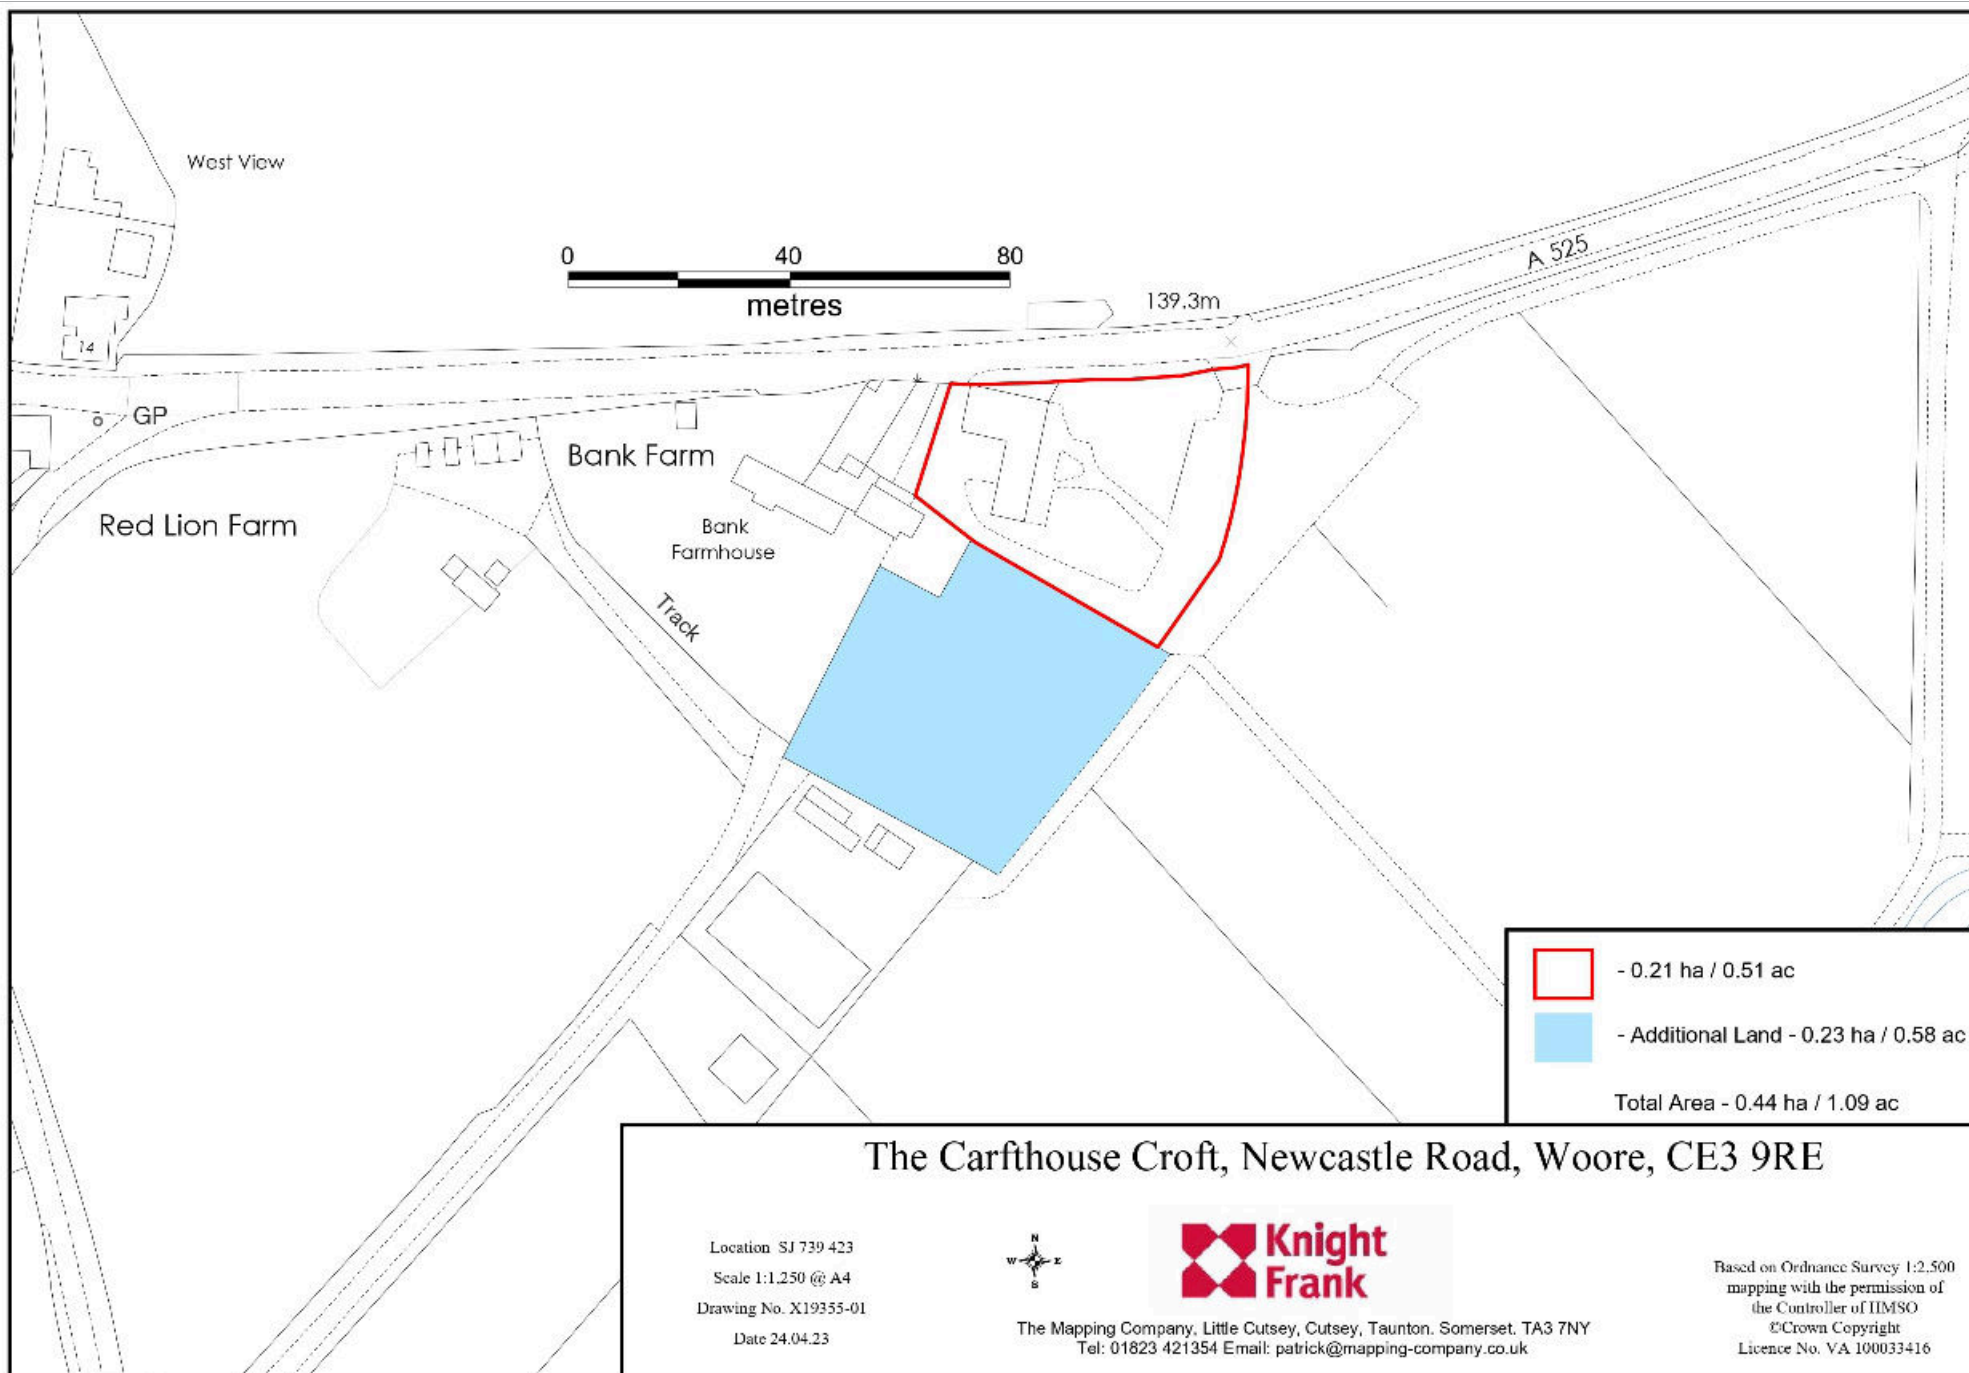 West View
0 40 80
metres
139.3m
A 525
14
GP
Bank Farm
Red Lion Farm
Bank
Farmhouse
Track
- 0.21 ha / 0.51 ac
- Additional Land - 0.23 ha / 0.58 ac
Total Area - 0.44 ha / 1.09 ac
The Carfthouse Croft, Newcastle Road, Woore, CE3 9RE
Location SJ 739 423
Scale 1:1,250 @ A4
Drawing No. X19355-01
Date 24.04.23
N
W E
S
Knight
Frank
The Mapping Company, Little Cutsey, Cutsey, Taunton. Somerset. TA3 7NY
Tel: 01823 421354 Email: patrick@mapping-company.co.uk
Based on Ordnance Survey 1:2,500
mapping with the permission of
the Controller of HMSO
©Crown Copyright
Licence No. VA 100033416